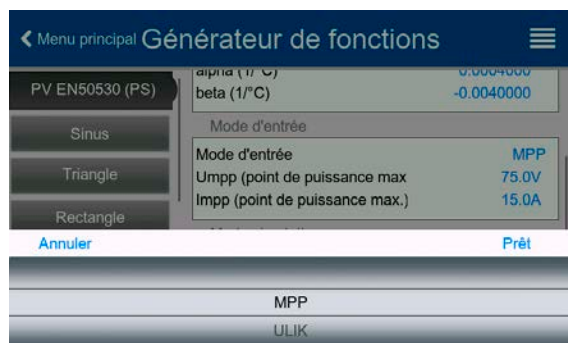 Menu principal Générateur de fonctions
PV EN50530 (PS)
alpha (1/°C) 0.0004000
beta (1/°C) -0.0040000
Sinus
Mode d'entrée
Mode d'entrée MPP
Triangle
Umpp (point de puissance max 75.0V
Impp (point de puissance max.) 15.0A
Rectangle
Annuler Prêt
MPP
ULIK